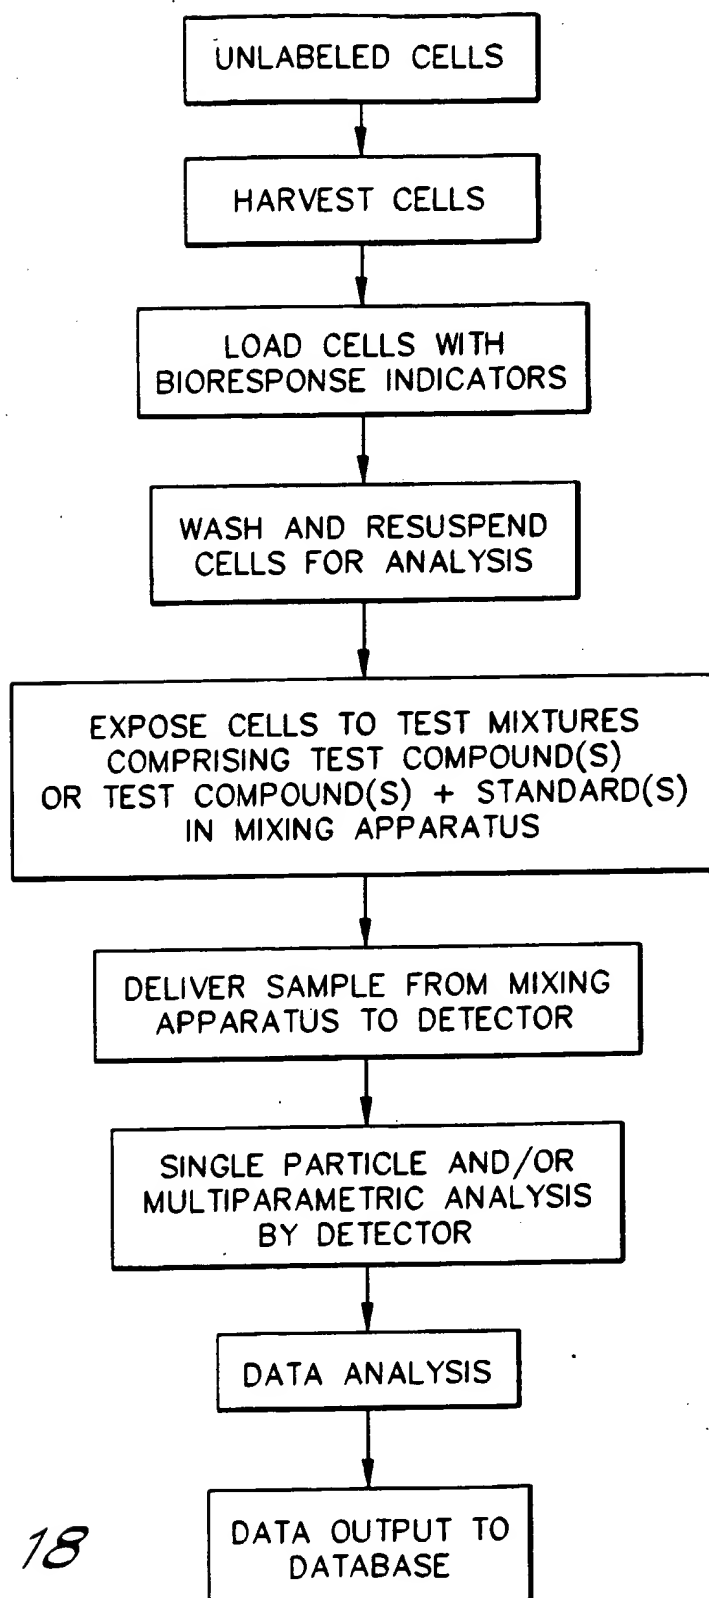 UNLABELED CELLS
HARVEST CELLS
LOAD CELLS WITH
BIORESPONSE INDICATORS
WASH AND RESUSPEND
CELLS FOR ANALYSIS
EXPOSE CELLS TO TEST MIXTURES
COMPRISING TEST COMPOUND(S)
OR TEST COMPOUND(S) + STANDARD(S)
IN MIXING APPARATUS
DELIVER SAMPLE FROM MIXING
APPARATUS TO DETECTOR
SINGLE PARTICLE AND/OR
MULTIPARAMETRIC ANALYSIS
BY DETECTOR
DATA ANALYSIS
DATA OUTPUT TO
DATABASE
18